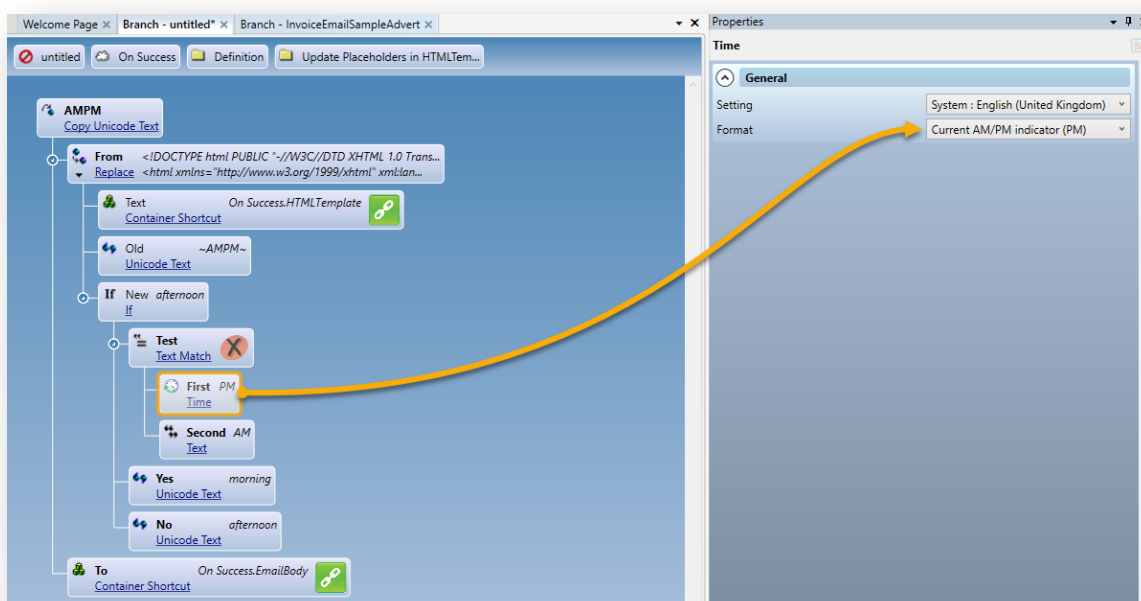 Welcome Page × Branch - untitled* × Branch - InvoiceEmailSampleAdvert ×
untitled On Success Definition Update Placeholders in HTMLTem...
AMPM
Copy Unicode Text
From <!DOCTYPE html PUBLIC "-//W3C//DTD XHTML 1.0 Trans...
Replace <html xmlns="http://www.w3.org/1999/xhtml" xml:lan...
Text On Success.HTMLTemplate
Container Shortcut
Old ~AMPM~
Unicode Text
If New afternoon
If
Test
Text Match
First PM
Time
Second AM
Text
Yes morning
Unicode Text
No afternoon
Unicode Text
To On Success.EmailBody
Container Shortcut
Properties
Time
General
Setting System : English (United Kingdom)
Format Current AM/PM indicator (PM)